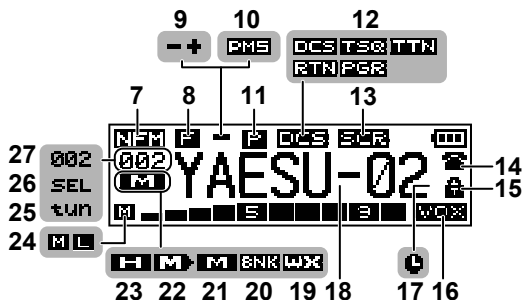 9 10 12
- + PMS DCS TSQ TTN
RTN PGR
7 8 11 13
NFM P - P DCS SCR
27 002 002 YAESU-02 14
26 SEL M 15
25 tun M S 9 VOX
24 M L
H M M BNK WX
23 22 21 20 19 18 17 16